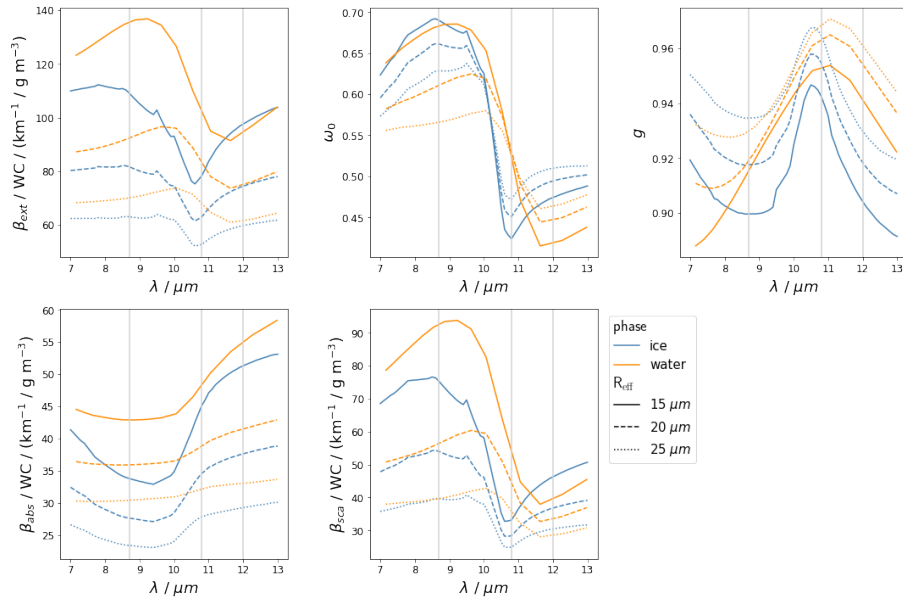 β_ext / WC / (km⁻¹ / g m⁻³)
140
120
100
80
60
7 8 9 10 11 12 13
λ / μm
ω₀
0.70
0.65
0.60
0.55
0.50
0.45
7 8 9 10 11 12 13
λ / μm
g
0.96
0.94
0.92
0.90
7 8 9 10 11 12 13
λ / μm
β_abs / WC / (km⁻¹ / g m⁻³)
60
55
50
45
40
35
30
25
7 8 9 10 11 12 13
λ / μm
β_sca / WC / (km⁻¹ / g m⁻³)
90
80
70
60
50
40
30
7 8 9 10 11 12 13
λ / μm
phase
ice
water
R_eff
15 μm
20 μm
25 μm